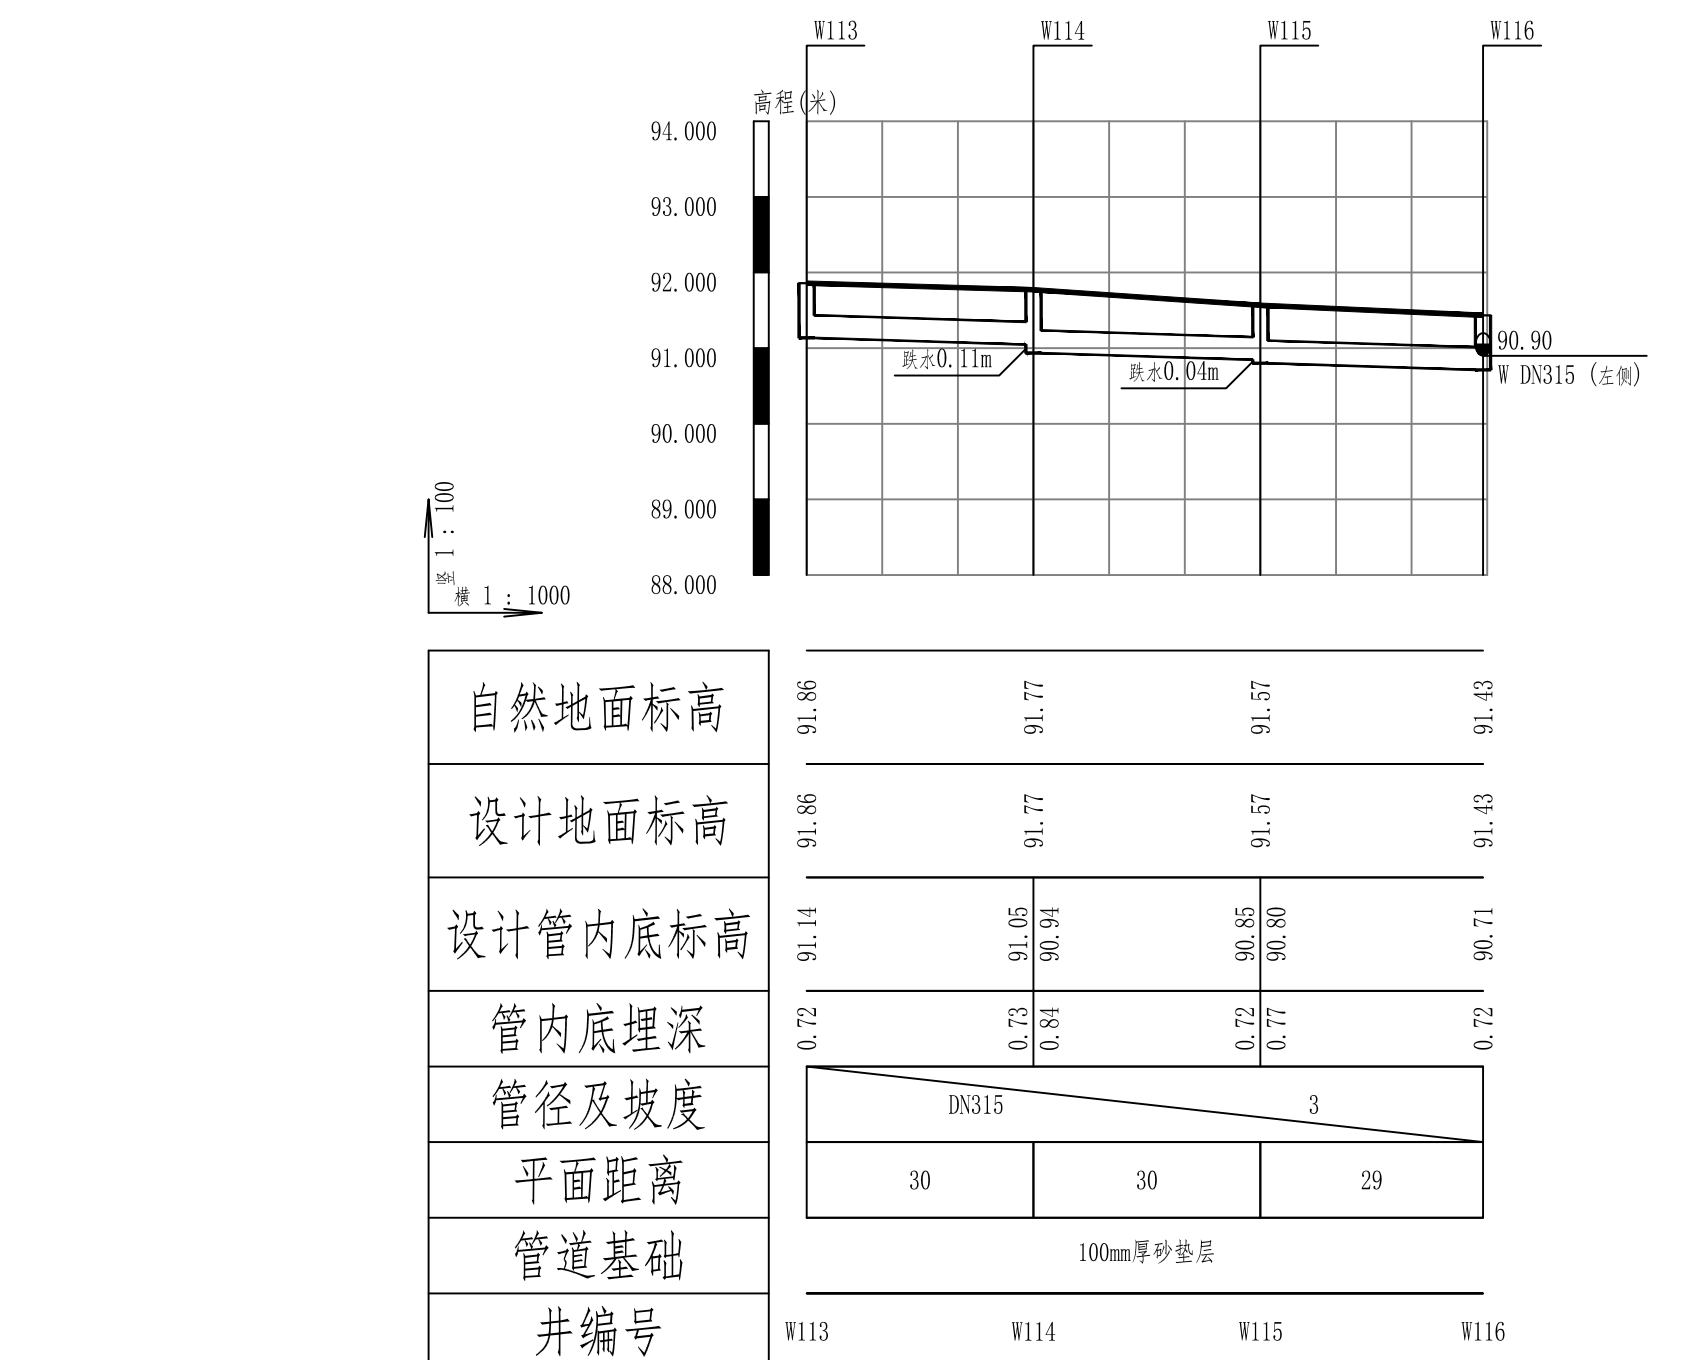 W113 W114 W115 W116
高程(米)
94.000
93.000
92.000
91.000
90.000
89.000
88.000
跌水0.11m
跌水0.04m
90.90
W DN315 (左侧)
竖 1 : 100
横 1 : 1000
自然地面标高 91.86 91.77 91.57 91.43
设计地面标高 91.86 91.77 91.57 91.43
设计管内底标高 91.14 91.05 90.94 90.85 90.80 90.71
管内底埋深 0.72 0.73 0.84 0.72 0.77 0.72
管径及坡度 DN315 3
平面距离 30 30 29
管道基础 100mm厚砂垫层
井编号 W113 W114 W115 W116